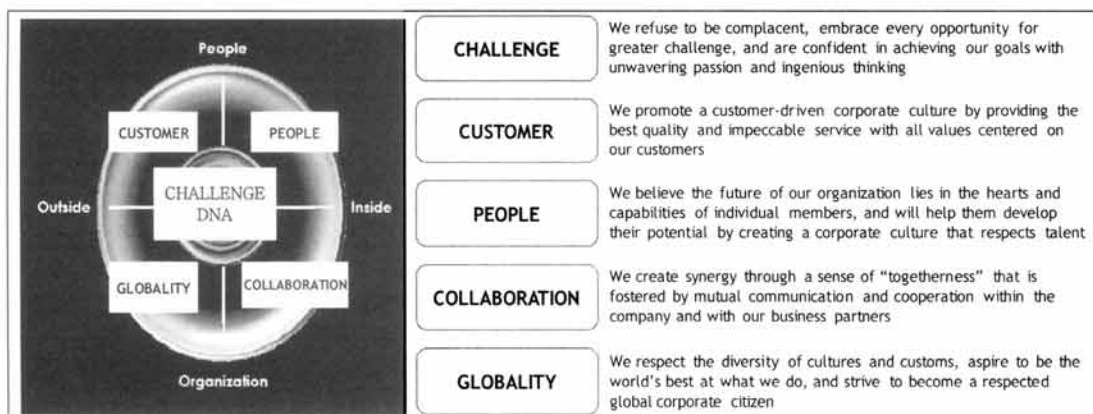 People
CUSTOMER
PEOPLE
Outside
CHALLENGE
DNA
Inside
GLOBALITY
COLLABORATION
Organization
CHALLENGE
We refuse to be complacent, embrace every opportunity for
greater challenge, and are confident in achieving our goals with
unwavering passion and ingenious thinking
CUSTOMER
We promote a customer-driven corporate culture by providing the
best quality and impeccable service with all values centered on
our customers
PEOPLE
We believe the future of our organization lies in the hearts and
capabilities of individual members, and will help them develop
their potential by creating a corporate culture that respects talent
COLLABORATION
We create synergy through a sense of “togetherness” that is
fostered by mutual communication and cooperation within the
company and with our business partners
GLOBALITY
We respect the diversity of cultures and customs, aspire to be the
world’s best at what we do, and strive to become a respected
global corporate citizen